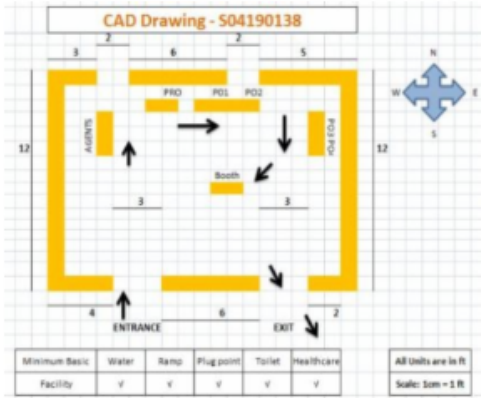 CAD Drawing - S04190138
2 2
3 6 5
N
PRO PO1 PO2
W E
AGENTS
PO3 PO4
S
12 12
Booth
3 3
4 6 2
ENTRANCE EXIT
Minimum Basic Water Ramp Plug point Toilet Healthcare
Facility √ √ √ √ √
All Units are in ft
Scale: 1cm = 1 ft